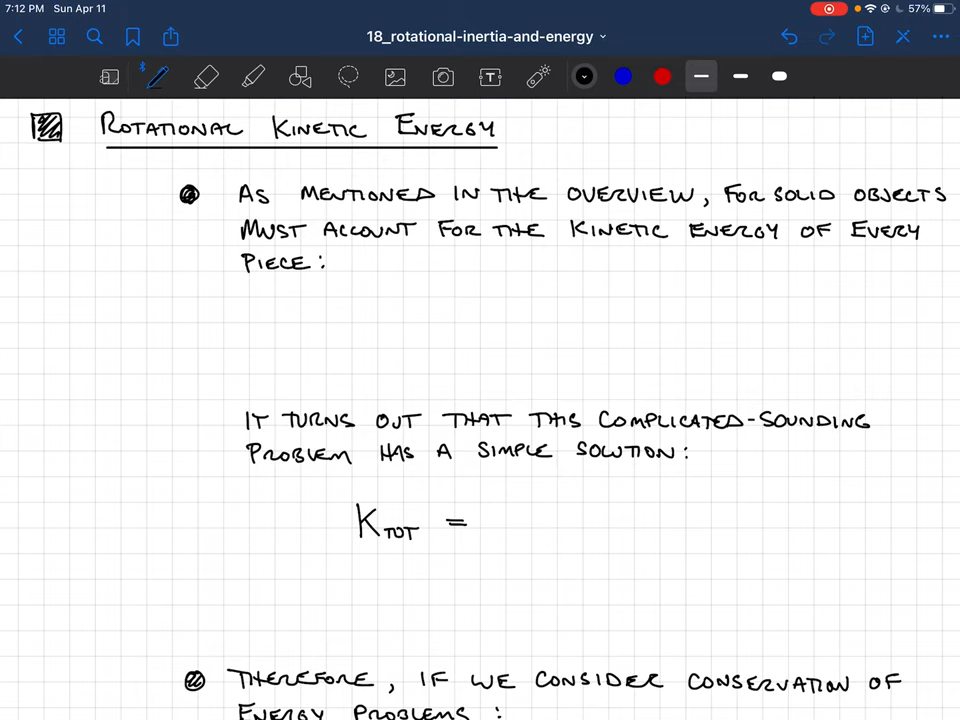 7:12 PM Sun Apr 11
57%
18_rotational-inertia-and-energy
T
ROTATIONAL KINETIC ENERGY
AS MENTIONED IN THE OVERVIEW, FOR SOLID OBJECTS
MUST ACCOUNT FOR THE KINETIC ENERGY OF EVERY
PIECE:
IT TURNS OUT THAT THIS COMPLICATED-SOUNDING
PROBLEM HAS A SIMPLE SOLUTION:
K_TOT =
THEREFORE, IF WE CONSIDER CONSERVATION OF
ENERGY PROBLEMS: